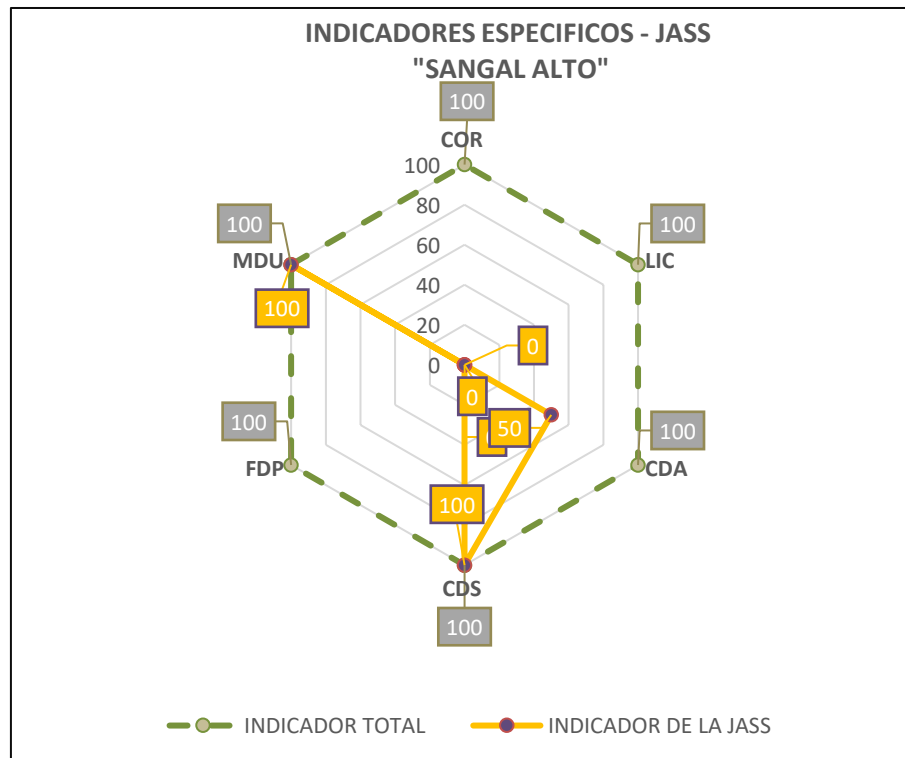 INDICADORES ESPECIFICOS - JASS
"SANGAL ALTO"
100
COR
100
100
100
MDU
LIC
80
60
100
40
20
0
0
0
50
100
100
FDP
CDA
100
CDS
100
INDICADOR TOTAL
INDICADOR DE LA JASS